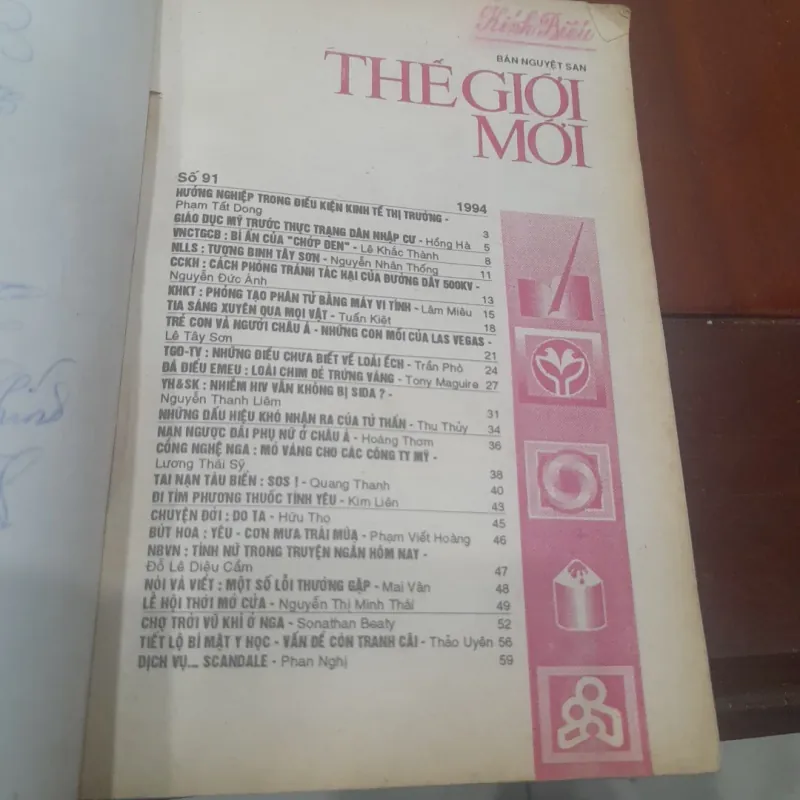 Kính Biếu
BÁN NGUYỆT SAN
THẾ GIỚI
MỚI
Số 91
1994
HƯỚNG NGHIỆP TRONG ĐIỀU KIỆN KINH TẾ THỊ TRƯỜNG -
Phạm Tất Dong 3
GIÁO DỤC MỸ TRƯỚC THỰC TRẠNG DÂN NHẬP CƯ - Hồng Hà 5
VNCTGCB : BÍ ẨN CỦA "CHỚP ĐEN" - Lê Khắc Thành 8
NLLS : TƯỢNG BINH TÂY SƠN - Nguyễn Nhân Thống 11
CCKH : CÁCH PHÒNG TRÁNH TÁC HẠI CỦA ĐƯỜNG DÂY 500KV -
Nguyễn Đức Ánh 13
KHKT : PHỎNG TẠO PHÂN TỬ BẰNG MÁY VI TÍNH - Lâm Miêu 15
TIA SÁNG XUYÊN QUA MỌI VẬT - Tuấn Kiệt 18
TRẺ CON VÀ NGƯỜI CHÂU Á - NHỮNG CON MỒI CỦA LAS VEGAS -
Lê Tây Sơn 21
TGĐ-TV : NHỮNG ĐIỀU CHƯA BIẾT VỀ LOÀI ẾCH - Trần Phò 24
ĐÀ ĐIỂU EMEU : LOÀI CHIM ĐẺ TRỨNG VÀNG - Tony Maguire 27
YH&SK : NHIỄM HIV VẪN KHÔNG BỊ SIDA ? -
Nguyễn Thanh Liêm 31
NHỮNG DẤU HIỆU KHÓ NHẬN RA CỦA TỬ THẦN - Thu Thủy 34
NẠN NGƯỢC ĐÃI PHỤ NỮ Ở CHÂU Á - Hoàng Thơm 36
CÔNG NGHỆ NGA : MỎ VÀNG CHO CÁC CÔNG TY MỸ -
Lương Thái Sỹ 38
TAI NẠN TÀU BIỂN : SOS ! - Quang Thanh 40
ĐI TÌM PHƯƠNG THUỐC TÌNH YÊU - Kim Liên 43
CHUYỆN ĐỜI : DO TA - Hữu Thọ 45
BÚT HOA : YÊU - CƠN MƯA TRÁI MÙA - Phạm Viết Hoàng 46
NBVN : TÍNH NỮ TRONG TRUYỆN NGẮN HÔM NAY -
Đỗ Lê Diệu Cầm 47
NÓI VÀ VIẾT : MỘT SỐ LỖI THƯỜNG GẶP - Mai Vân 48
LỄ HỘI THỜI MỞ CỬA - Nguyễn Thị Minh Thái 49
CHỢ TRỜI VŨ KHÍ Ở NGA - Sonathan Beaty 52
TIẾT LỘ BÍ MẬT Y HỌC - VẤN ĐỀ CÒN TRANH CÃI - Thảo Uyên 56
DỊCH VỤ... SCANDALE - Phan Nghị 59